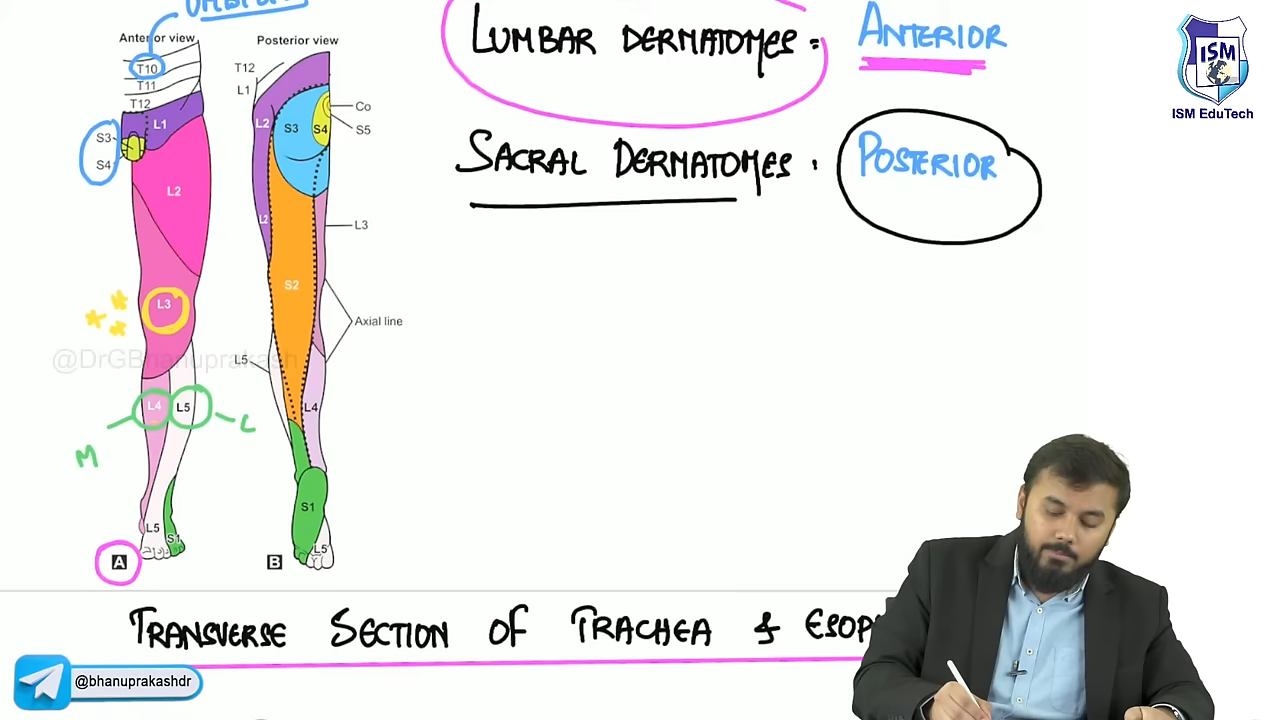 LUMBAR DERMATOMES = ANTERIOR
SACRAL DERMATOMES . POSTERIOR
ISM
ISM EduTech
Anterior view
Posterior view
T10
T11
T12
L1
S3
S4
L2
L3
L4
L5
M
L
L5
S1
A
T12
L1
L2
S3
S4
Co
S5
L2
L3
S2
Axial line
L5
L4
S1
L5
B
@DrGBhanuprakash
TRANSVERSE SECTION OF TRACHEA &
@bhanuprakashdr